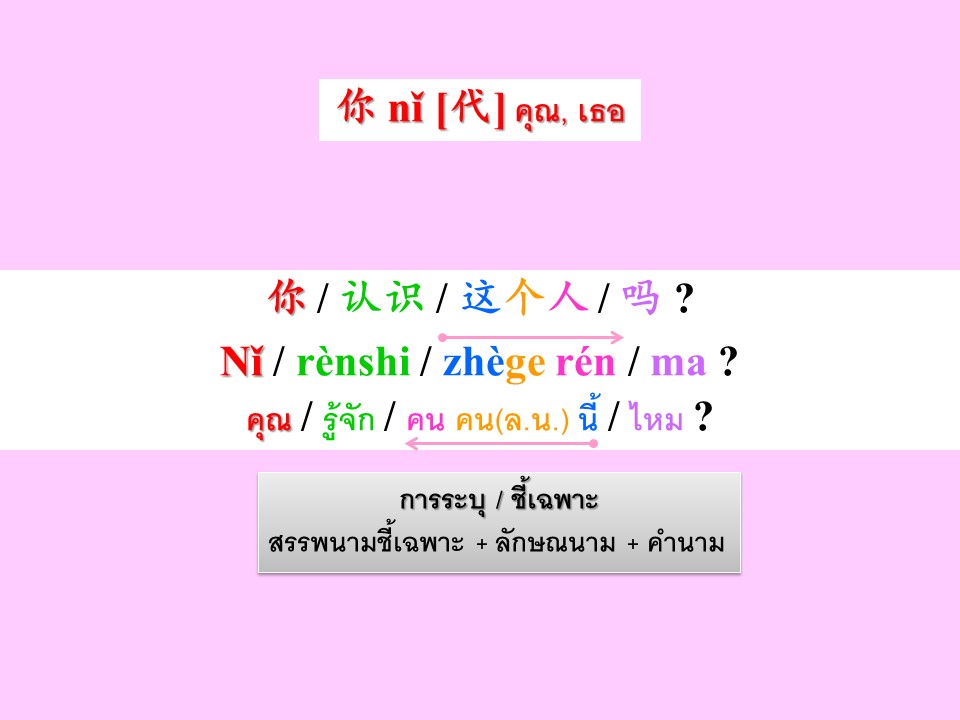 你 nǐ [代] คุณ, เธอ
你 / 认识 / 这个人 / 吗 ?
Nǐ / rènshi / zhège rén / ma ?
คุณ / รู้จัก / คน คน(ล.น.) นี้ / ไหม ?
การระบุ / ชี้เฉพาะ
สรรพนามชี้เฉพาะ + ลักษณนาม + คำนาม